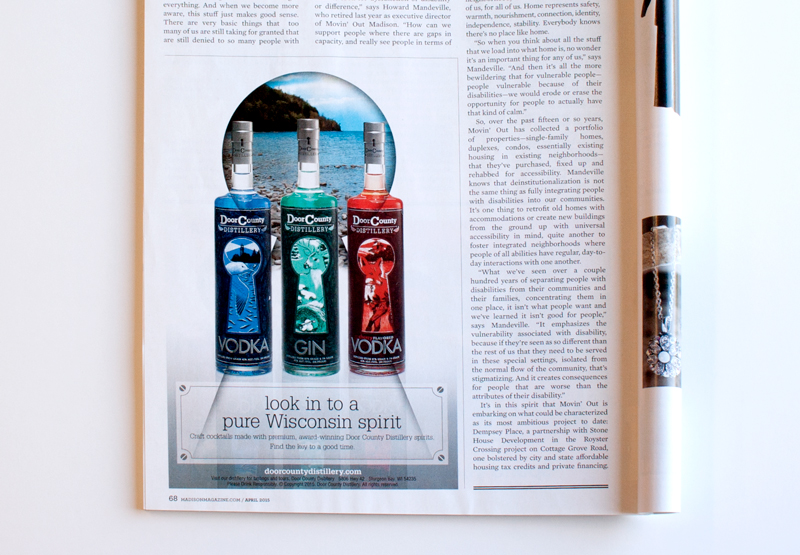 everything. And when we become more
aware, this stuff just makes good sense.
There are very basic things that too
many of us are still taking for granted that
are still denied to so many people with
or difference," says Howard Mandeville,
who retired last year as executive director
of Movin' Out Madison. "How can we
support people where there are gaps in
capacity, and really see people in terms of
DoorCounty
DISTILLERY
VODKA
DoorCounty
DISTILLERY
GIN
DoorCounty
DISTILLERY
VODKA
look in to a
pure Wisconsin spirit
Craft cocktails made with premium, award-winning Door County Distillery spirits.
Find the key to a good time.
doorcountydistillery.com
Please Drink Responsibly. © Copyright 2013. Door County Distillery. All rights reserved.
68 MADISONMAGAZINE.COM / APRIL 2013
of us, for all of us. Home represents safety,
warmth, nourishment, connection, identity,
independence, stability. Everybody knows
there's no place like home.
"So when you think about all the stuff
that we load into what home is, no wonder
it's an important thing for any of us," says
Mandeville. "And then it's all the more
bewildering that for vulnerable people—
people vulnerable because of their
disabilities—we would erode or erase the
opportunity for people to actually have
that kind of calm."
So, over the past fifteen or so years,
Movin' Out has collected a portfolio
of properties—single-family homes,
duplexes, condos, essentially existing
housing in existing neighborhoods—
that they've purchased, fixed up and
rehabbed for accessibility. Mandeville
knows that deinstitutionalization is not
the same thing as fully integrating people
with disabilities into our communities.
It's one thing to retrofit old homes with
accommodations or create new buildings
from the ground up with universal
accessibility in mind, quite another to
foster integrated neighborhoods where
people of all abilities have regular, day-to-
day interactions with one another.
"What we've seen over a couple
hundred years of separating people with
disabilities from their communities and
their families, concentrating them in
one place, it isn't what people want and
we've learned it isn't good for people,"
says Mandeville. "It emphasizes the
vulnerability associated with disability,
because if they're seen as so different than
the rest of us that they need to be served
in these special settings, isolated from
the normal flow of the community, that's
stigmatizing. And it creates consequences
for people that are worse than the
attributes of their disability."
It's in this spirit that Movin' Out is
embarking on what could be characterized
as its most ambitious project to date:
Dempsey Place, a partnership with Stone
House Development in the Royster
Crossing project on Cottage Grove Road,
one bolstered by city and state affordable
housing tax credits and private financing.